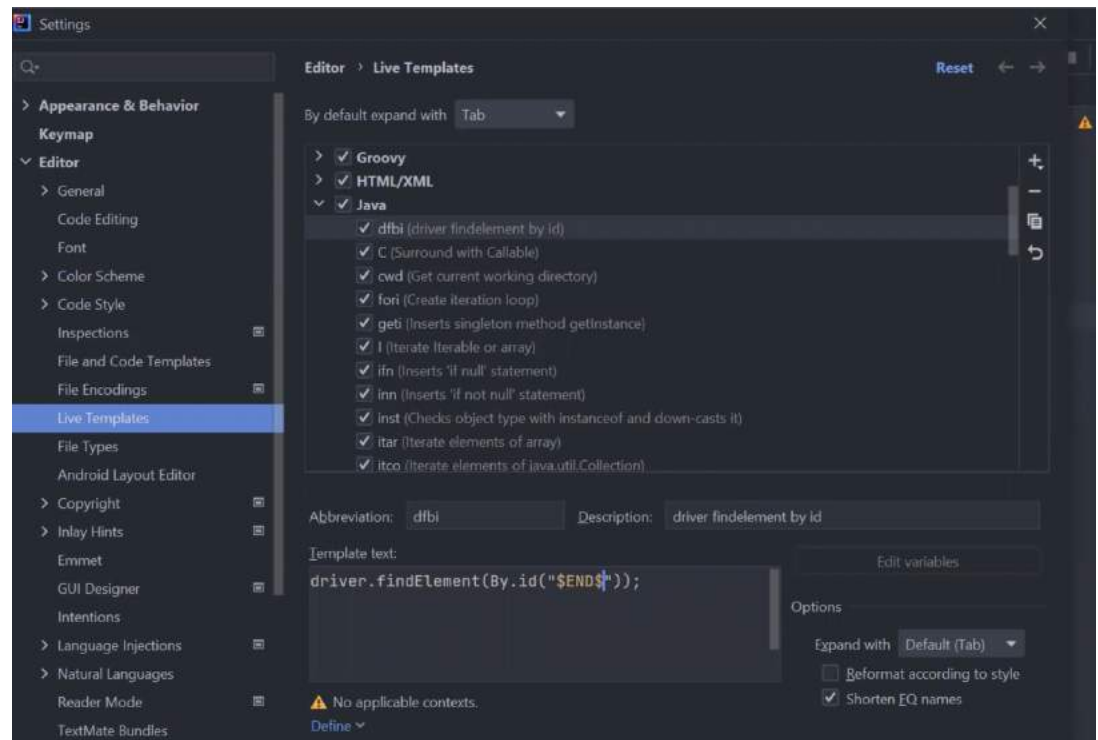 Settings
Editor › Live Templates
Reset
By default expand with Tab
Appearance & Behavior
Keymap
Editor
General
Code Editing
Font
Color Scheme
Code Style
Inspections
File and Code Templates
File Encodings
Live Templates
File Types
Android Layout Editor
Copyright
Inlay Hints
Emmet
GUI Designer
Intentions
Language Injections
Natural Languages
Reader Mode
TextMate Bundles
Groovy
HTML/XML
Java
dfbi (driver findelement by id)
C (Surround with Callable)
cwd (Get current working directory)
fori (Create iteration loop)
geti (Inserts singleton method getInstance)
I (Iterate Iterable or array)
ifn (Inserts 'if null' statement)
inn (Inserts 'if not null' statement)
inst (Checks object type with instanceof and down-casts it)
itar (Iterate elements of array)
itco (Iterate elements of java.util.Collection)
Abbreviation: dfbi Description: driver findelement by id
Template text:
driver.findElement(By.id("$END$"));
Edit variables
Options
Expand with Default (Tab)
Reformat according to style
Shorten FQ names
No applicable contexts.
Define